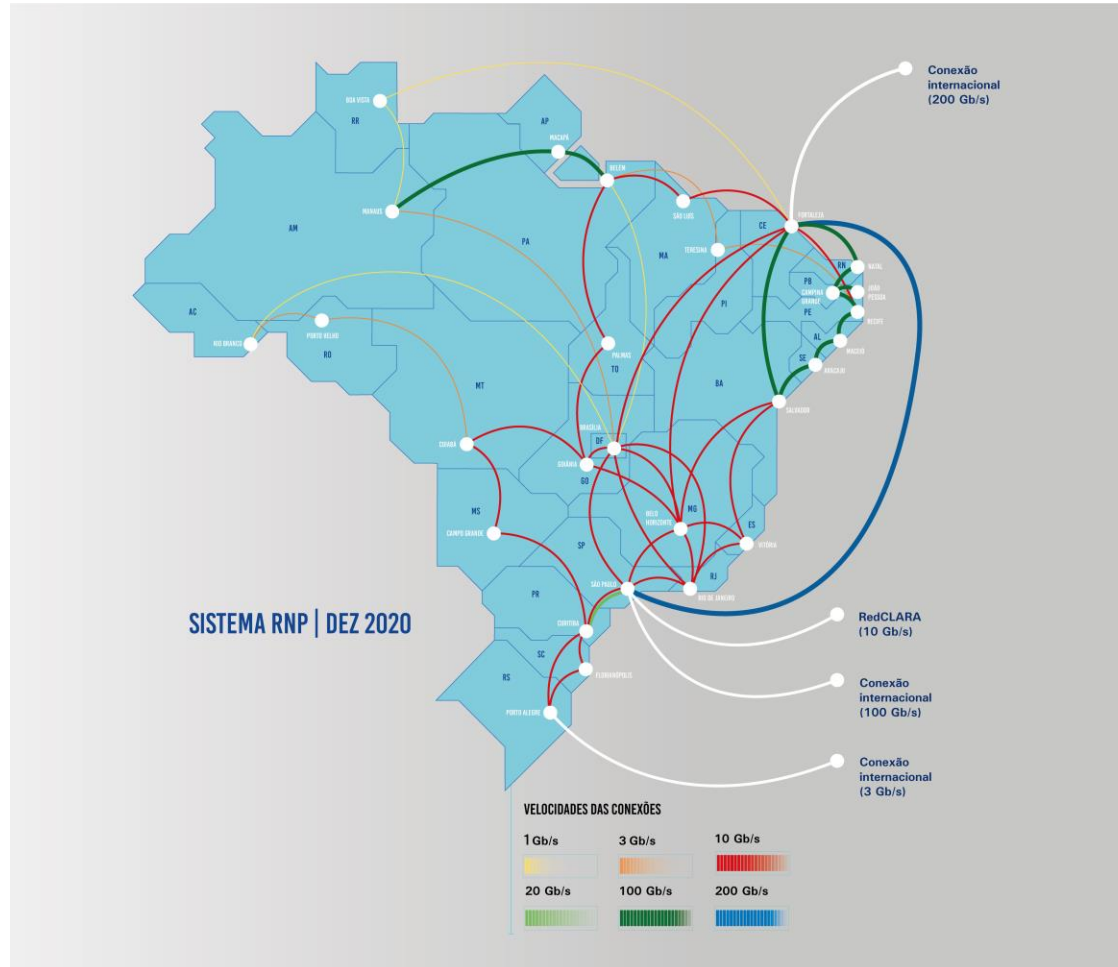 Conexão
internacional
(200 Gb/s)
BOA VISTA
RR
AP
MACAPÁ
BELÉM
MANAUS
SÃO LUIS
FORTALEZA
CE
AM
PA
MA
TERESINA
RN
NATAL
PB
CAMPINA
GRANDE
JOÃO
PESSOA
PI
PE
RECIFE
AC
AL
MACEIÓ
RIO BRANCO
PORTO VELHO
RO
PALMAS
SE
ARACAJU
TO
MT
BA
SALVADOR
BRASÍLIA
DF
CUIABÁ
GOIÂNIA
GO
MS
MG
BELO
HORIZONTE
ES
CAMPO GRANDE
VITÓRIA
SP
RJ
SÃO PAULO
RIO DE JANEIRO
PR
SISTEMA RNP | DEZ 2020
CURITIBA
RedCLARA
(10 Gb/s)
SC
RS
FLORIANÓPOLIS
Conexão
internacional
(100 Gb/s)
PORTO ALEGRE
Conexão
internacional
(3 Gb/s)
VELOCIDADES DAS CONEXÕES
1 Gb/s
3 Gb/s
10 Gb/s
20 Gb/s
100 Gb/s
200 Gb/s